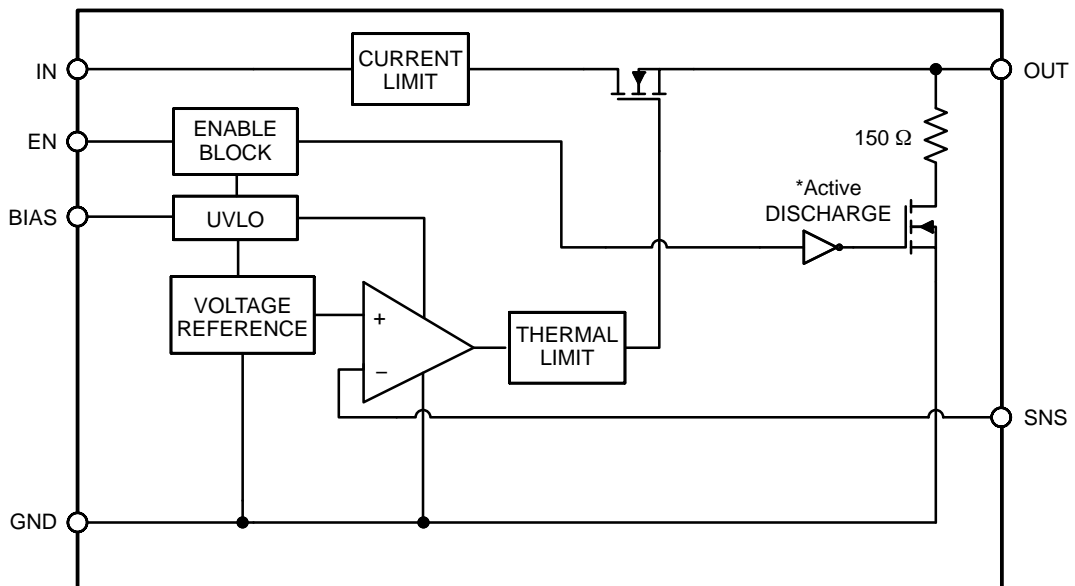 IN
CURRENT
LIMIT
OUT
EN
ENABLE
BLOCK
150 Ω
*Active
DISCHARGE
BIAS
UVLO
VOLTAGE
REFERENCE
+
−
THERMAL
LIMIT
SNS
GND